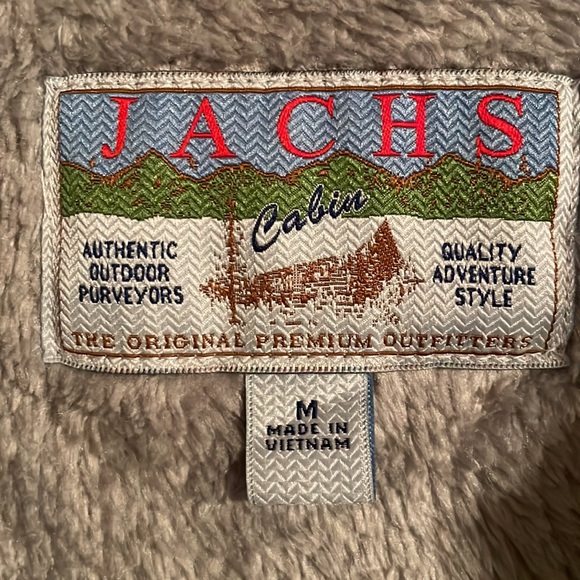 JACHS
Cabin
AUTHENTIC
OUTDOOR
PURVEYORS
QUALITY
ADVENTURE
STYLE
THE ORIGINAL PREMIUM OUTFITTERS
M
MADE IN
VIETNAM